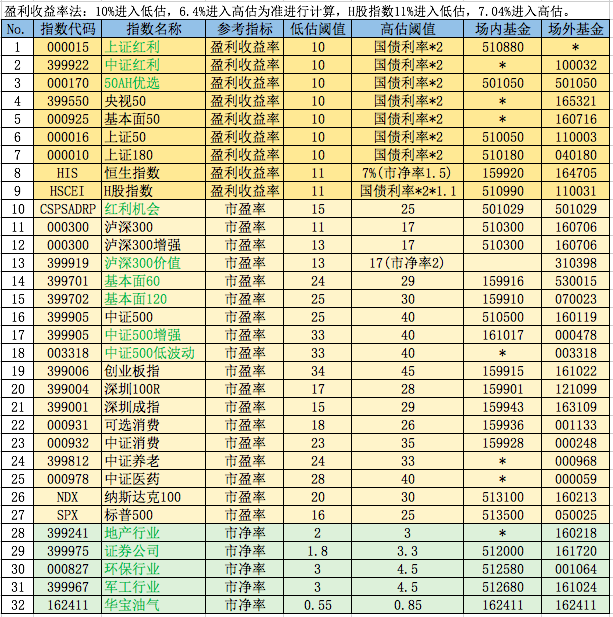 盈利收益率法：10%进入低估，6.4%进入高估为准进行计算，H股指数11%进入低估，7.04%进入高估。
No. 指数代码 指数名称 参考指标 低估阈值 高估阈值 场内基金 场外基金
1 000015 上证红利 盈利收益率 10 国债利率*2 510880 *
2 399922 中证红利 盈利收益率 10 国债利率*2 * 100032
3 000170 50AH优选 盈利收益率 10 国债利率*2 501050 501050
4 399550 央视50 盈利收益率 10 国债利率*2 * 165321
5 000925 基本面50 盈利收益率 10 国债利率*2 * 160716
6 000016 上证50 盈利收益率 10 国债利率*2 510050 110003
7 000010 上证180 盈利收益率 10 国债利率*2 510180 040180
8 HIS 恒生指数 盈利收益率 11 7%(市净率1.5) 159920 164705
9 HSCEI H股指数 盈利收益率 11 国债利率*2*1.1 510990 110031
10 CSPSADRP 红利机会 市盈率 15 25 501029 501029
11 000300 泸深300 市盈率 11 17 510300 160706
12 000300 泸深300增强 市盈率 13 17 510300 160706
13 399919 泸深300价值 市盈率 13 17(市净率2) 310398
14 399701 基本面60 市盈率 24 29 159916 530015
15 399702 基本面120 市盈率 25 30 159910 070023
16 399905 中证500 市盈率 25 40 510500 160119
17 399905 中证500增强 市盈率 33 40 161017 000478
18 003318 中证500低波动 市盈率 33 40 * 003318
19 399006 创业板指 市盈率 34 45 159915 161022
20 399004 深圳100R 市盈率 17 28 159901 121099
21 399001 深圳成指 市盈率 15 29 159943 163109
22 000931 可选消费 市盈率 18 26 159936 001133
23 000932 中证消费 市盈率 23 35 159928 000248
24 399812 中证养老 市盈率 24 33 * 000968
25 000978 中证医药 市盈率 28 40 * 000059
26 NDX 纳斯达克100 市盈率 20 30 513100 160213
27 SPX 标普500 市盈率 16 25 513500 050025
28 399241 地产行业 市净率 2 3 * 160218
29 399975 证券公司 市净率 1.8 3.3 512000 161720
30 000827 环保行业 市净率 3 4.5 512580 001064
31 399967 军工行业 市净率 3 4.5 512680 161024
32 162411 华宝油气 市净率 0.55 0.85 162411 162411